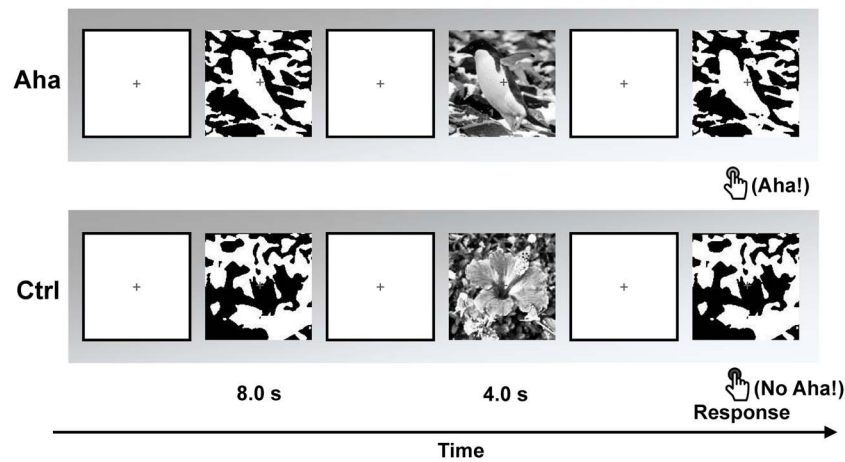 Aha
(Aha!)
Ctrl
8.0 s
4.0 s
(No Aha!)
Response
Time